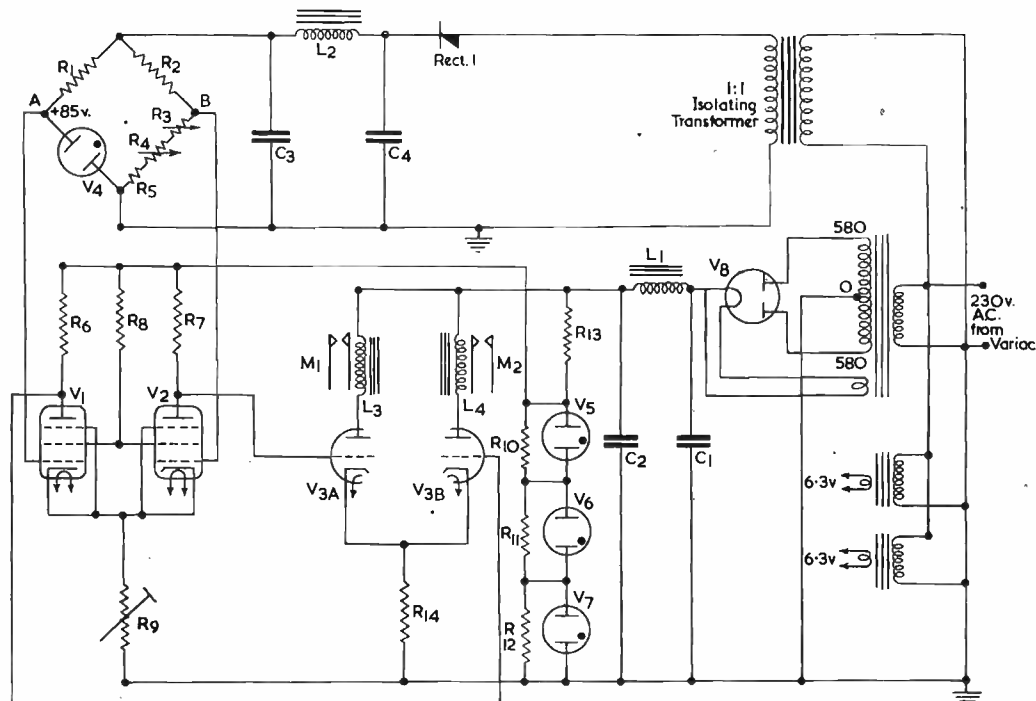 L2
Rect. 1
1:1
Isolating
Transformer
R1
R2
A
+85v.
B
R3
R4
R5
V4
C3
C4
580
O
580
230v.
A.C.
from
Variac
L1
V8
R6
R8
R7
R13
M1
M2
L3
L4
V1
V2
V3A
V3B
V5
R10
V6
R11
V7
R
12
C2
C1
6·3v
6·3v
R9
R14